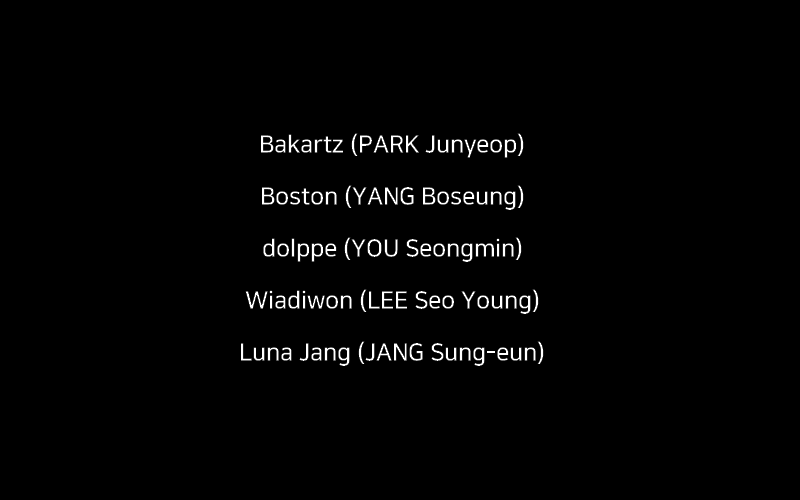 Bakartz (PARK Junyeop)
Boston (YANG Boseung)
dolppe (YOU Seongmin)
Wiadiwon (LEE Seo Young)
Luna Jang (JANG Sung-eun)